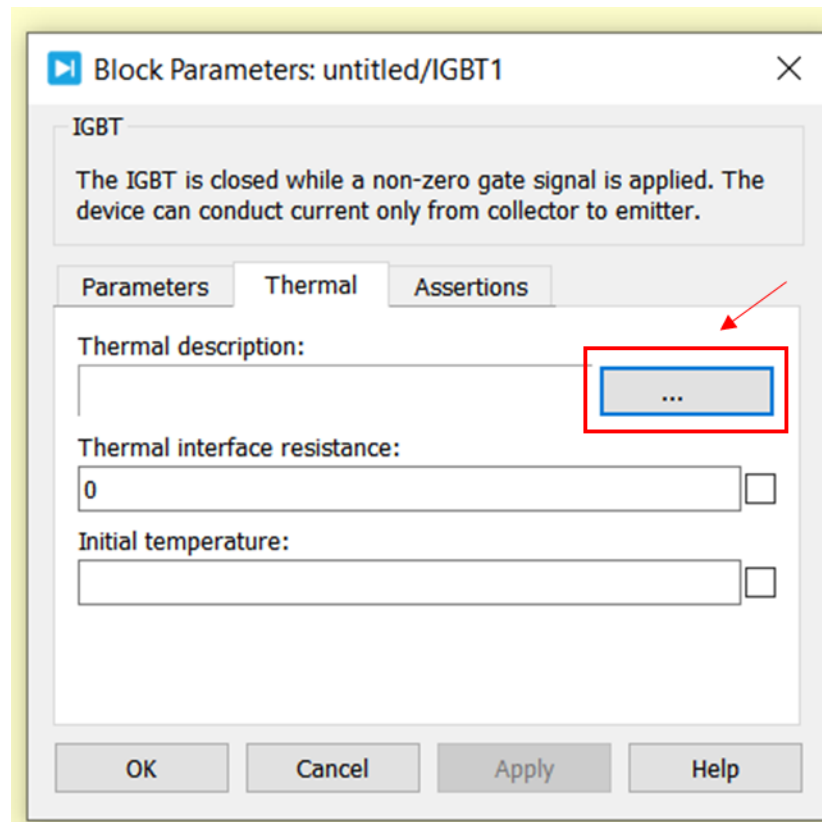 Block Parameters: untitled/IGBT1
IGBT
The IGBT is closed while a non-zero gate signal is applied. The
device can conduct current only from collector to emitter.
Parameters Thermal Assertions
Thermal description:
...
Thermal interface resistance:
0
Initial temperature:
OK Cancel Apply Help